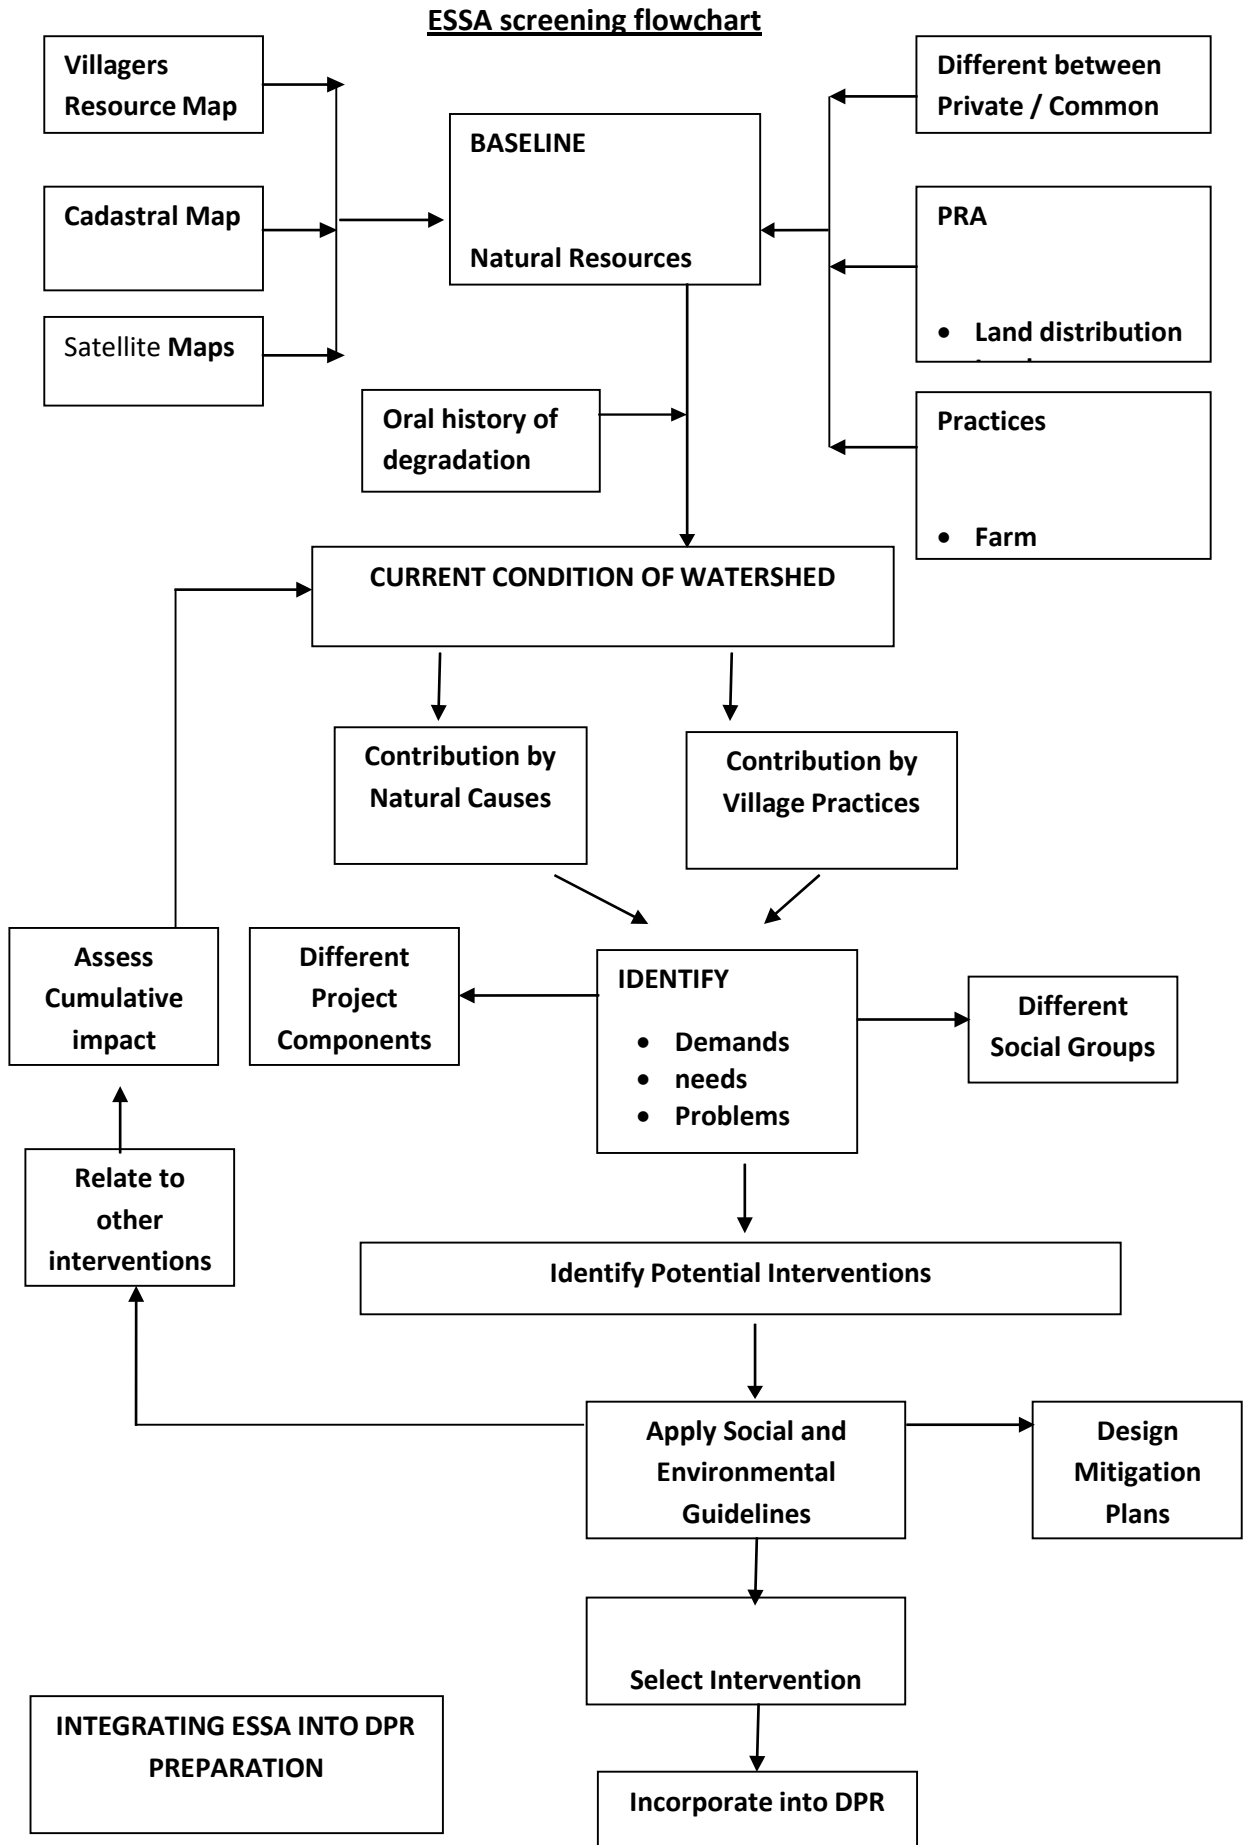 ESSA screening flowchart
Villagers
Resource Map
Different between
Private / Common
BASELINE
Natural Resources
Cadastral Map
PRA
• Land distribution
Satellite Maps
Oral history of
degradation
Practices
• Farm
CURRENT CONDITION OF WATERSHED
Contribution by
Natural Causes
Contribution by
Village Practices
Assess
Cumulative
impact
Different
Project
Components
IDENTIFY
• Demands
• needs
• Problems
Different
Social Groups
Relate to
other
interventions
Identify Potential Interventions
Apply Social and
Environmental
Guidelines
Design
Mitigation
Plans
Select Intervention
INTEGRATING ESSA INTO DPR
PREPARATION
Incorporate into DPR